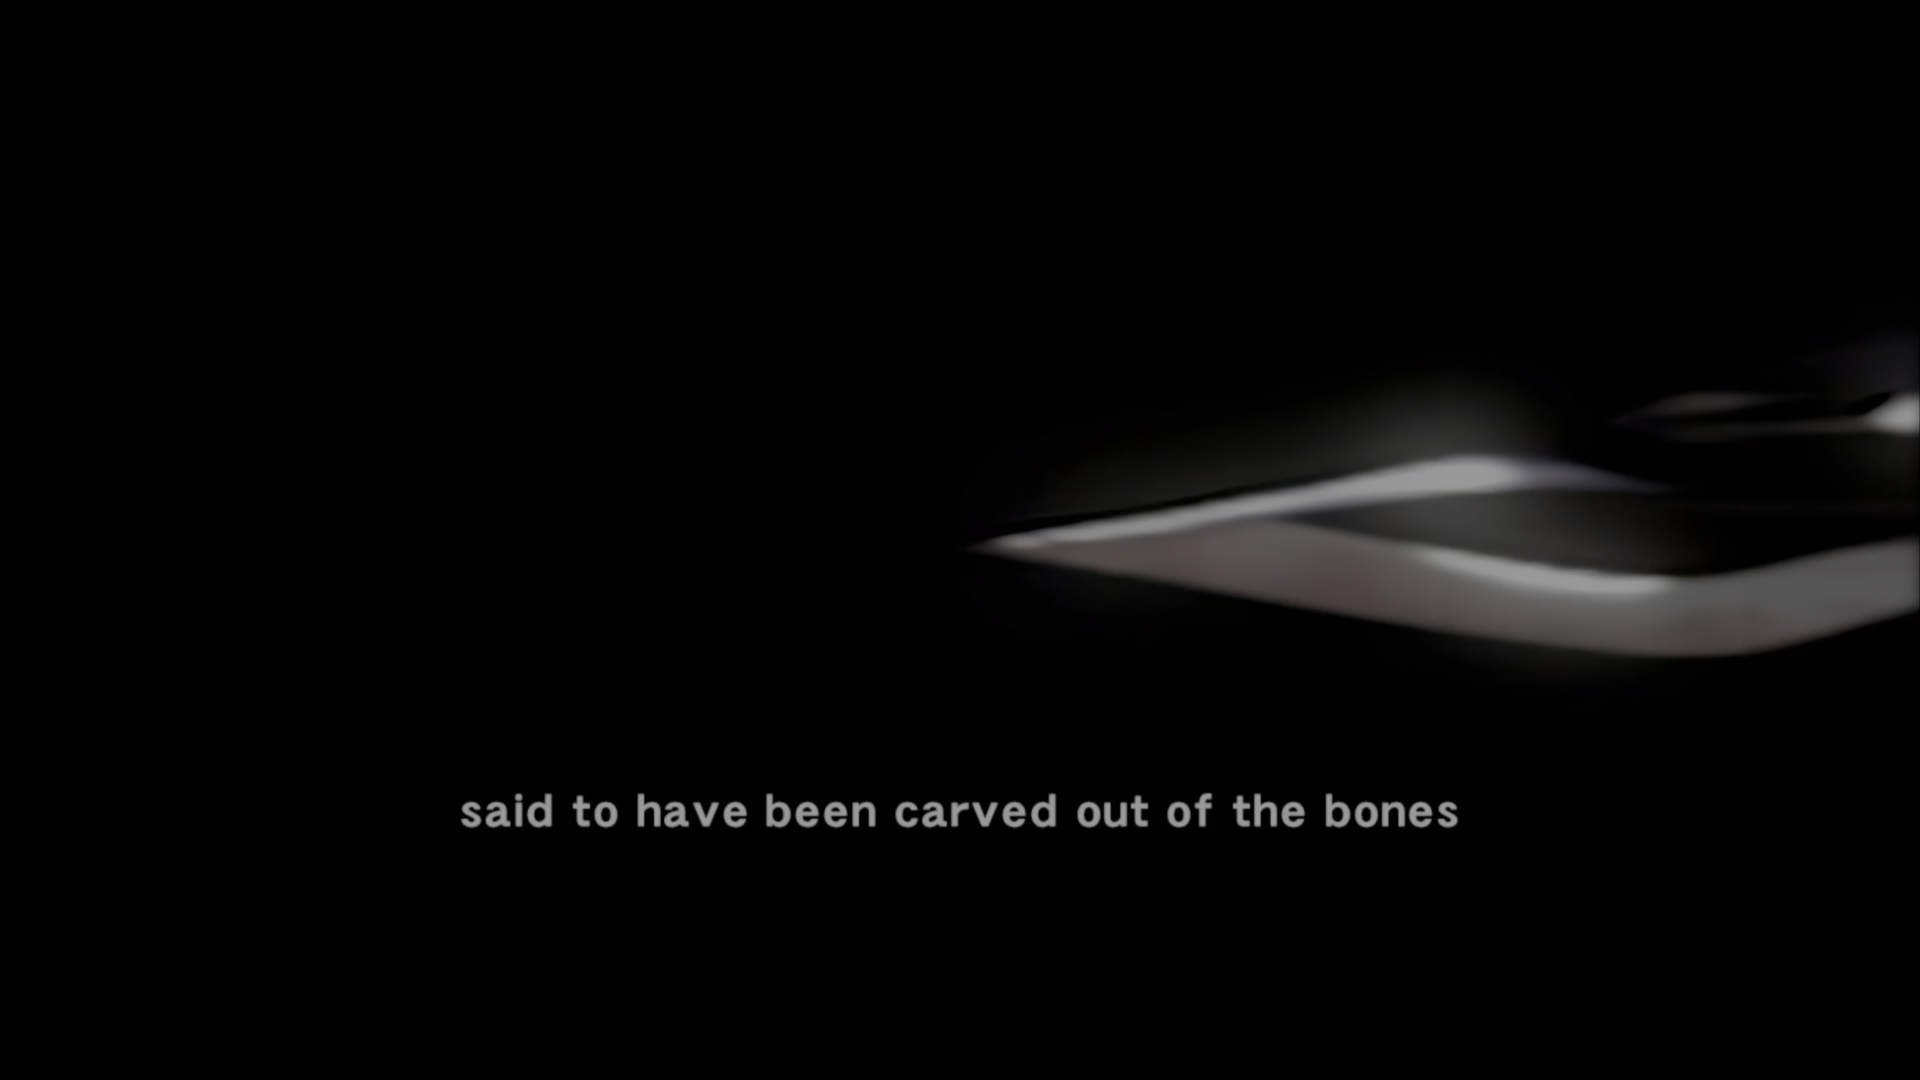 said to have been carved out of the bones